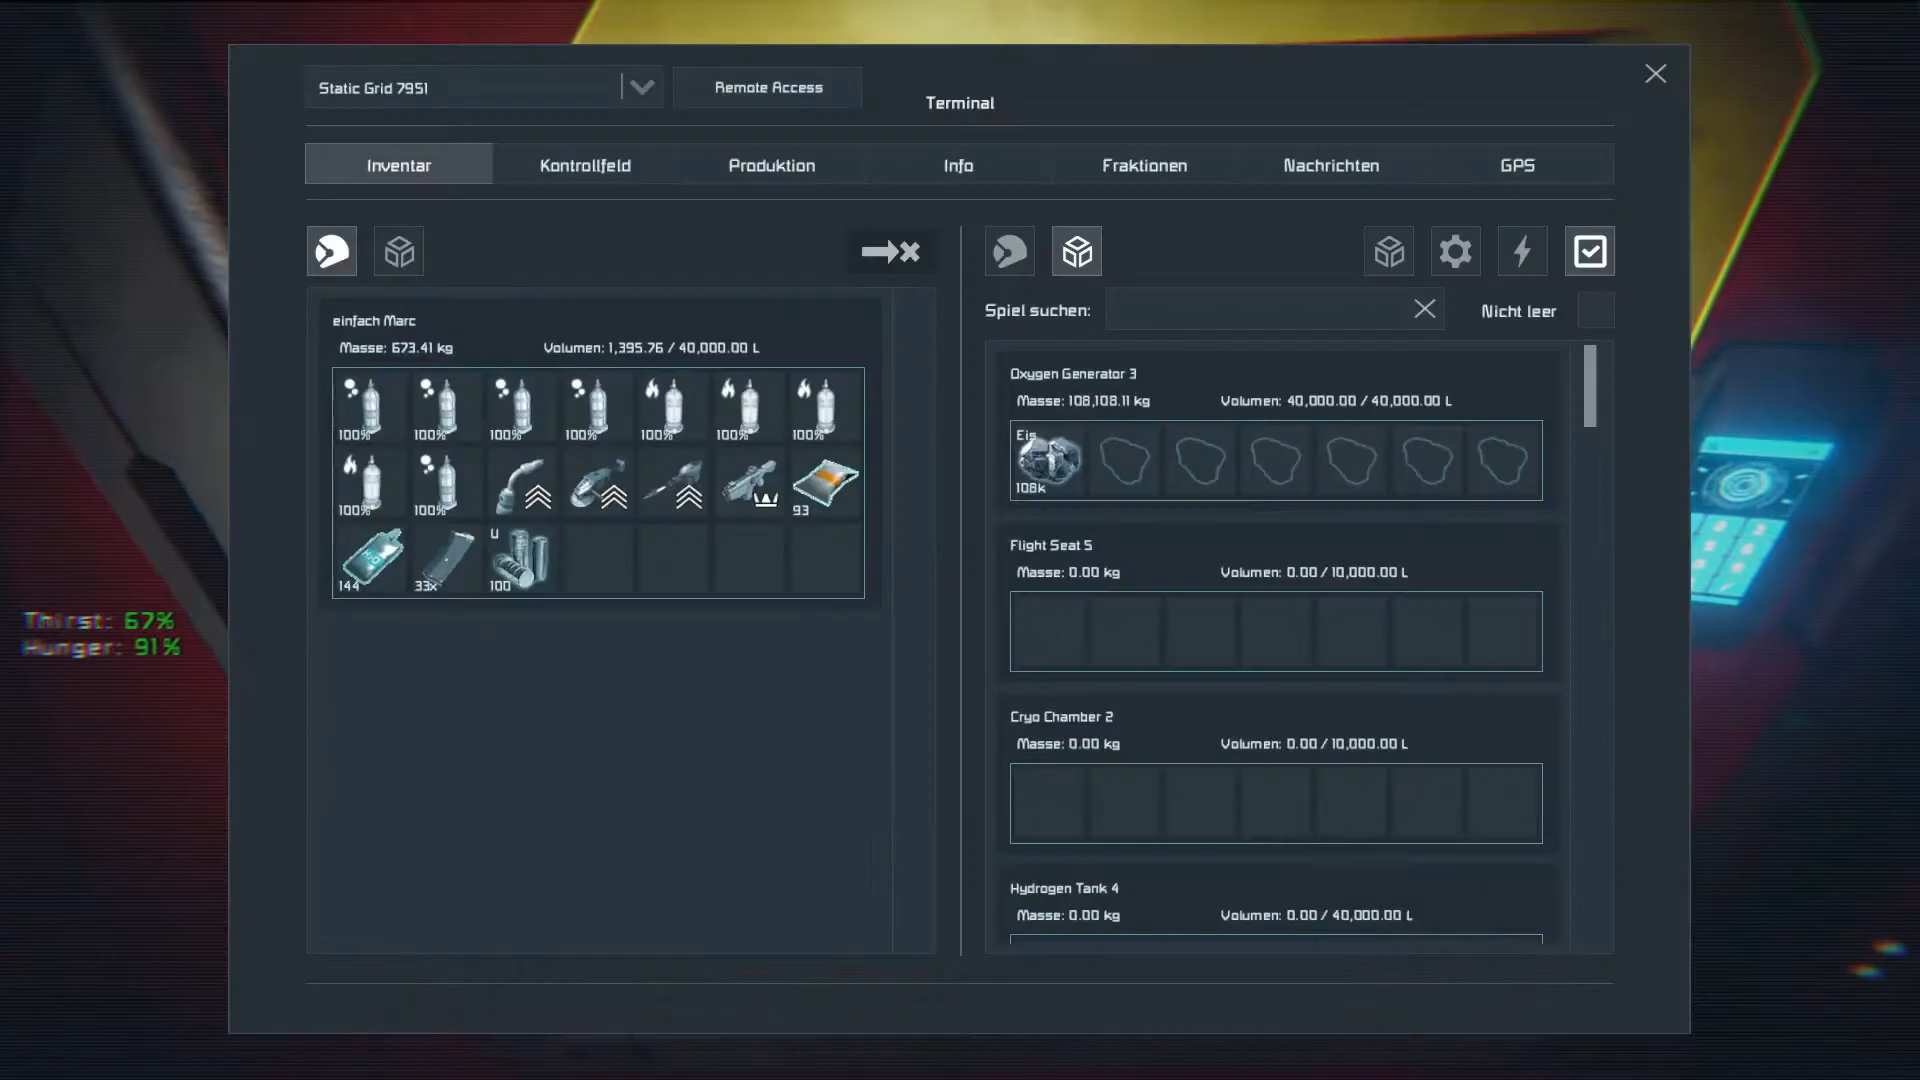 Static Grid 7951
Remote Access
Terminal
Inventar
Kontrollfeld
Produktion
Info
Fraktionen
Nachrichten
GPS
Spiel suchen:
Nicht leer
einfach Marc
Masse: 673.41 kg
Volumen: 1,395.76 / 40,000.00 L
100%
100%
100%
100%
100%
100%
100%
100%
100%
93
H₂O
144
33x
U
100
Oxygen Generator 3
Masse: 108,108.11 kg
Volumen: 40,000.00 / 40,000.00 L
Eis
108k
Flight Seat 5
Masse: 0.00 kg
Volumen: 0.00 / 10,000.00 L
Cryo Chamber 2
Masse: 0.00 kg
Volumen: 0.00 / 10,000.00 L
Hydrogen Tank 4
Masse: 0.00 kg
Volumen: 0.00 / 40,000.00 L
Thirst: 67%
Hunger: 91%